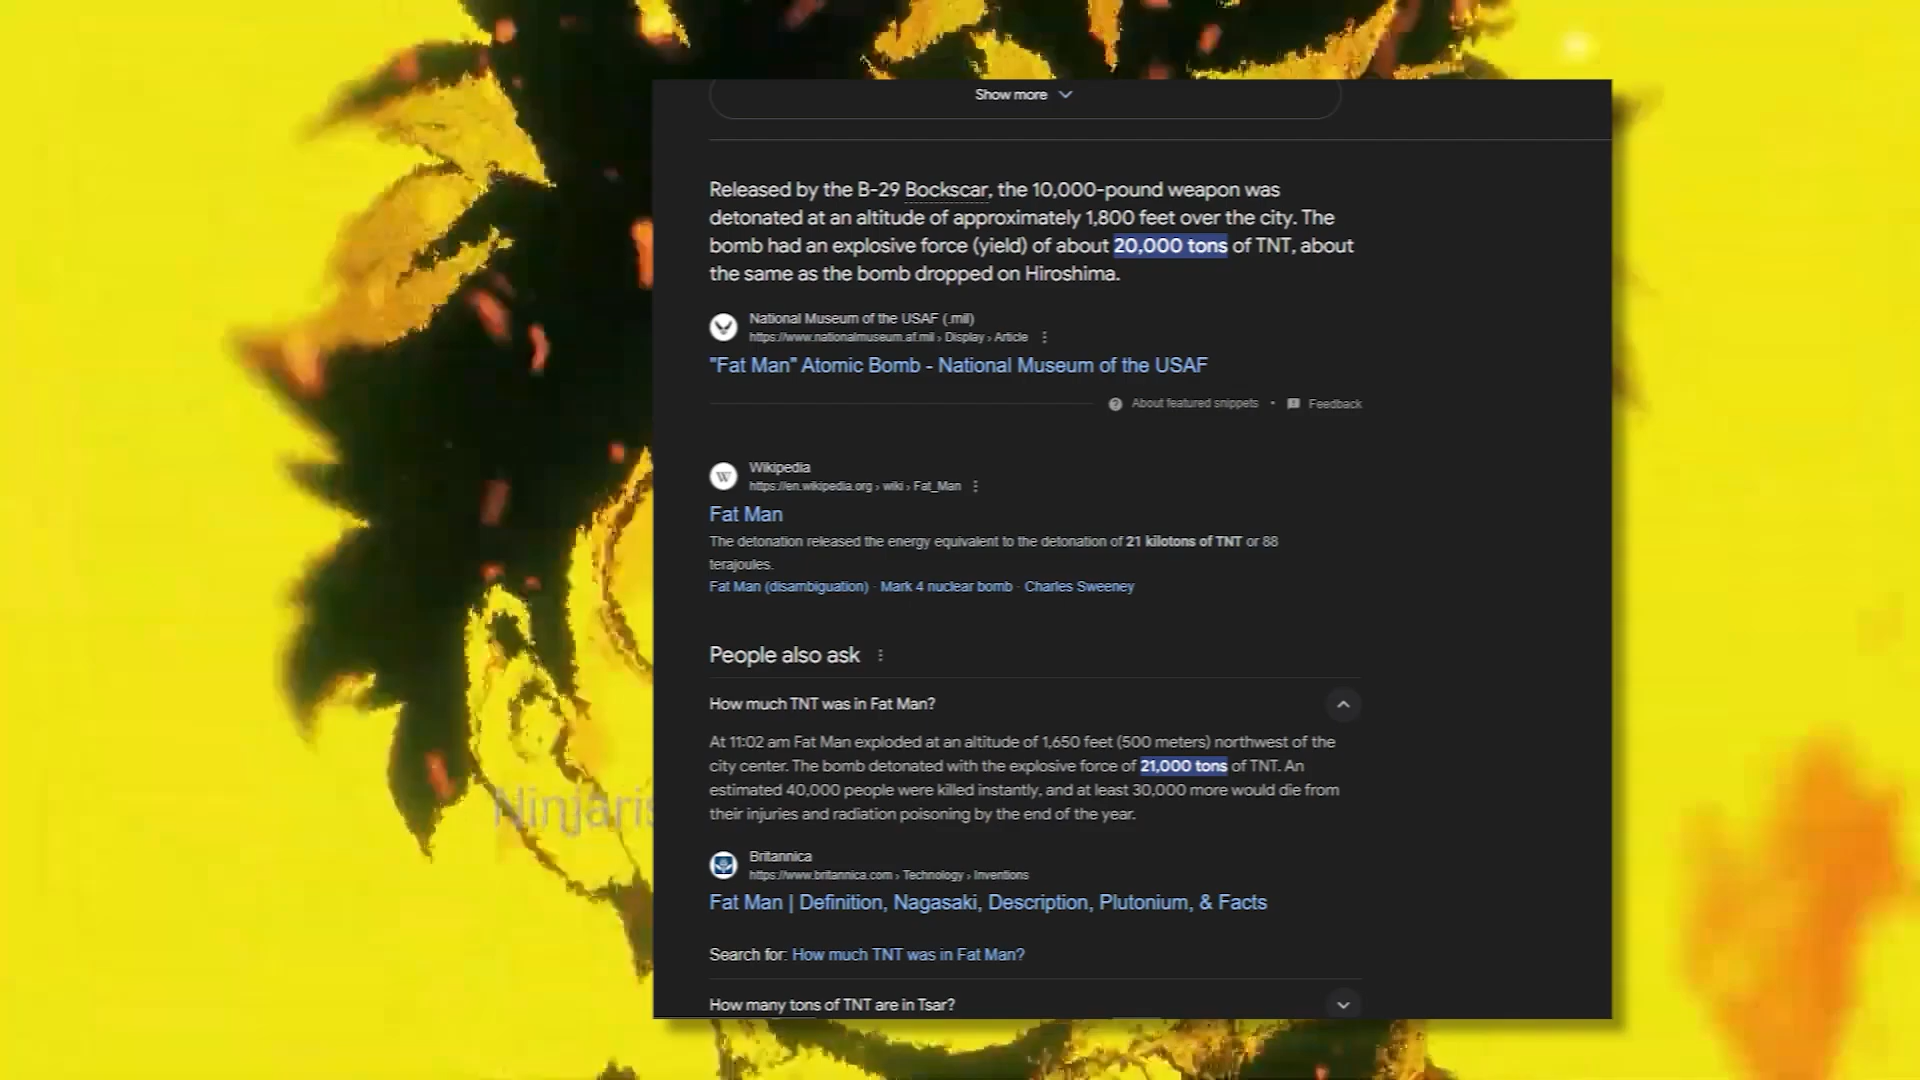 Show more
Released by the B-29 Bockscar, the 10,000-pound weapon was
detonated at an altitude of approximately 1,800 feet over the city. The
bomb had an explosive force (yield) of about 20,000 tons of TNT, about
the same as the bomb dropped on Hiroshima.
National Museum of the USAF (.mil)
https://www.nationalmuseum.af.mil › Display › Article
"Fat Man" Atomic Bomb - National Museum of the USAF
About featured snippets • Feedback
W
Wikipedia
https://en.wikipedia.org › wiki › Fat_Man
Fat Man
The detonation released the energy equivalent to the detonation of 21 kilotons of TNT or 88
terajoules.
Fat Man (disambiguation) · Mark 4 nuclear bomb · Charles Sweeney
People also ask
How much TNT was in Fat Man?
At 11:02 am Fat Man exploded at an altitude of 1,650 feet (500 meters) northwest of the
city center. The bomb detonated with the explosive force of 21,000 tons of TNT. An
estimated 40,000 people were killed instantly, and at least 30,000 more would die from
their injuries and radiation poisoning by the end of the year.
Ninjaris
Britannica
https://www.britannica.com › Technology › Inventions
Fat Man | Definition, Nagasaki, Description, Plutonium, & Facts
Search for: How much TNT was in Fat Man?
How many tons of TNT are in Tsar?